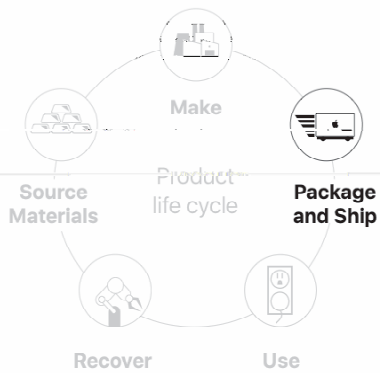 Make
Product
life cycle
Source
Materials
Package
and Ship
Recover
Use